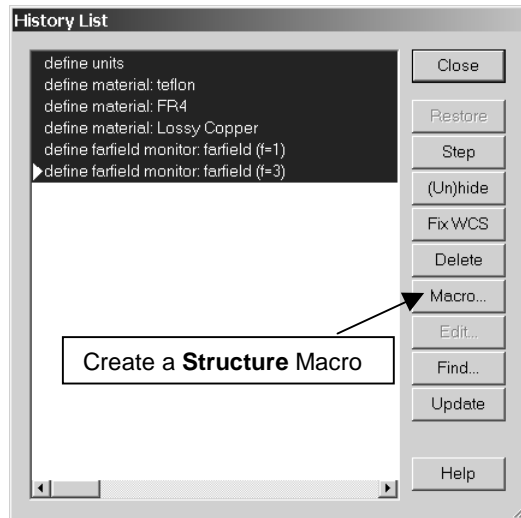 History List
define units
define material: teflon
define material: FR4
define material: Lossy Copper
define farfield monitor: farfield (f=1)
define farfield monitor: farfield (f=3)
Close
Restore
Step
(Un)hide
Fix WCS
Delete
Macro...
Edit...
Find...
Update
Help
Create a Structure Macro